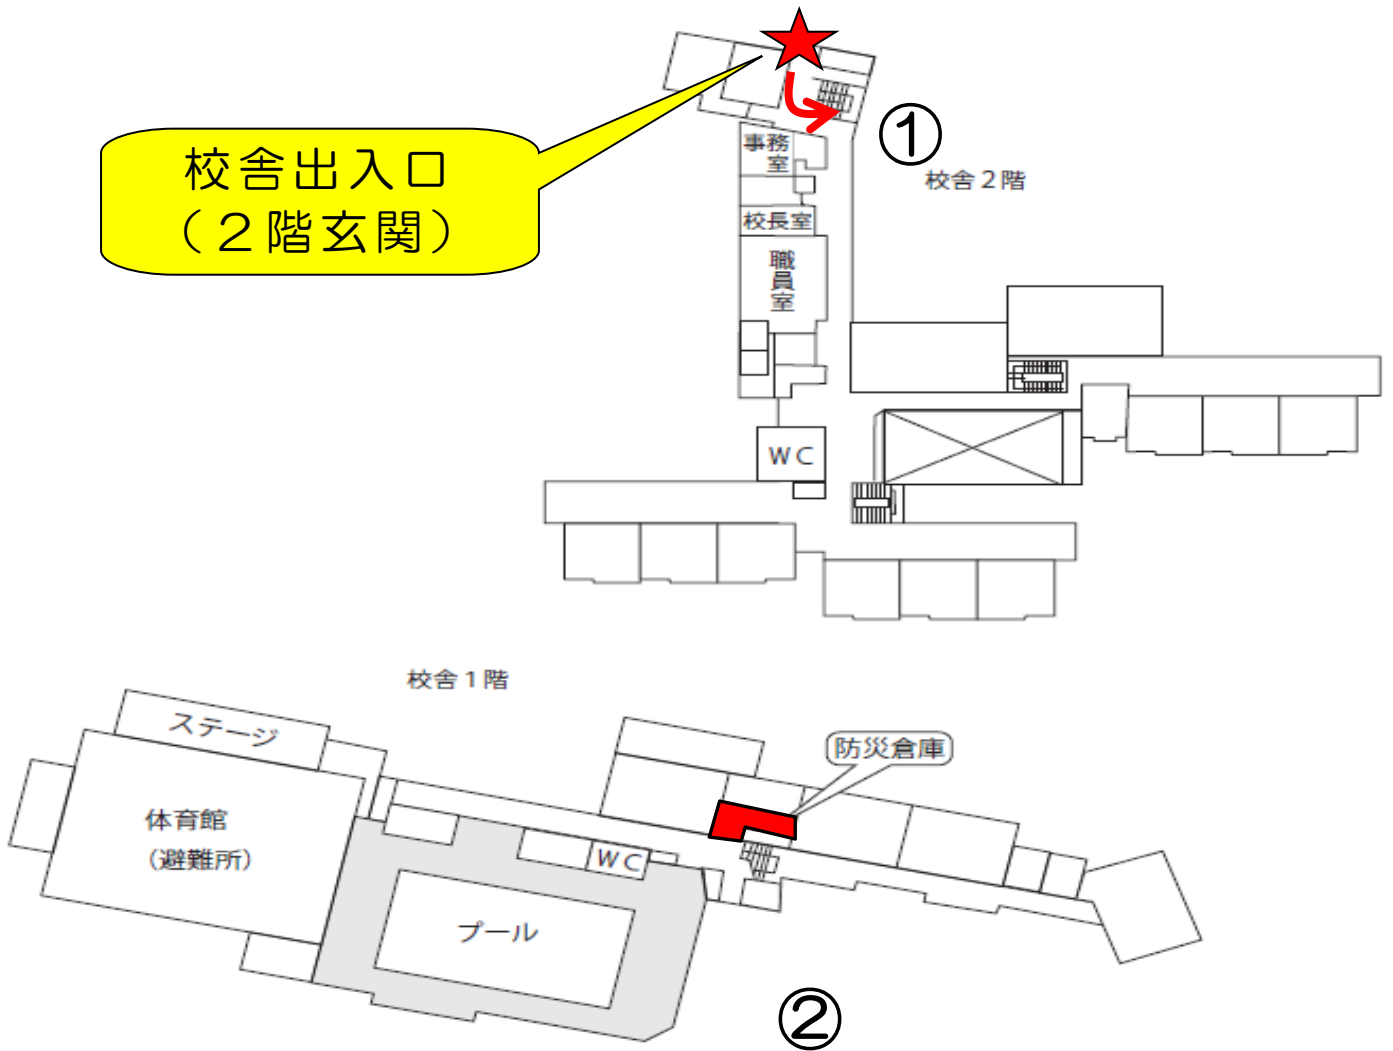 校舎出入口
（２階玄関）
①
校舎２階
事務
室
校長室
職
員
室
ＷＣ
校舎１階
ステージ
防災倉庫
体育館
（避難所）
ＷＣ
プール
②